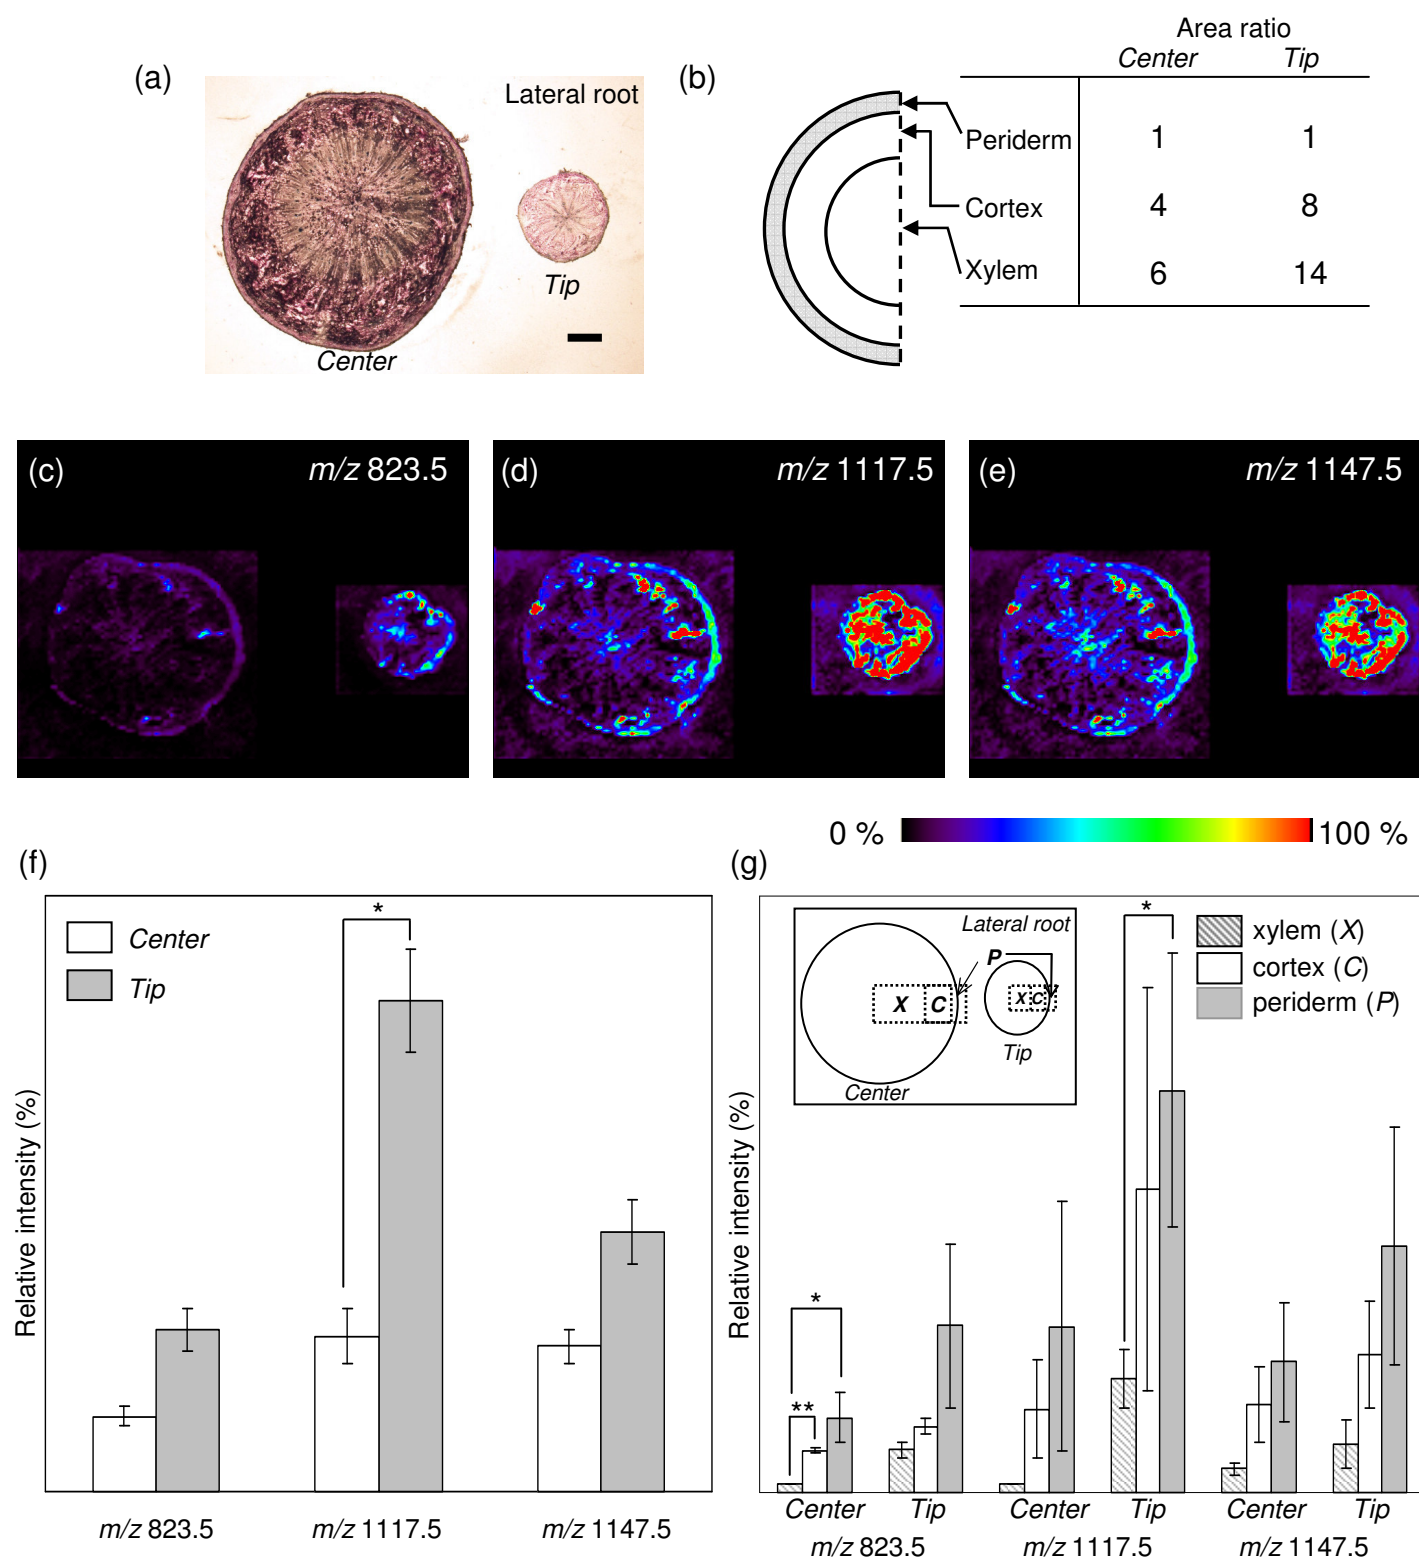 (a)
Lateral root
Tip
Center
(b)
Area ratio
Center Tip
Periderm 1 1
Cortex 4 8
Xylem 6 14
(c) m/z 823.5
(d) m/z 1117.5
(e) m/z 1147.5
0 % 100 %
(f)
*
Center
Tip
Relative intensity (%)
m/z 823.5 m/z 1117.5 m/z 1147.5
(g)
Lateral root
P
X C X C
Tip
Center
*
xylem (X)
cortex (C)
periderm (P)
*
**
Relative intensity (%)
Center Tip Center Tip Center Tip
m/z 823.5 m/z 1117.5 m/z 1147.5